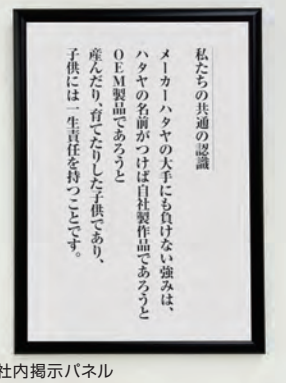 私たちの共通の認識
メーカーハタヤの大手にも負けない強みは、
ハタヤの名前がつけば自社製作品であろうと
OEM製品であろうと
産んだり、育てたりした子供であり、
子供には一生責任を持つことです。
社内掲示パネル